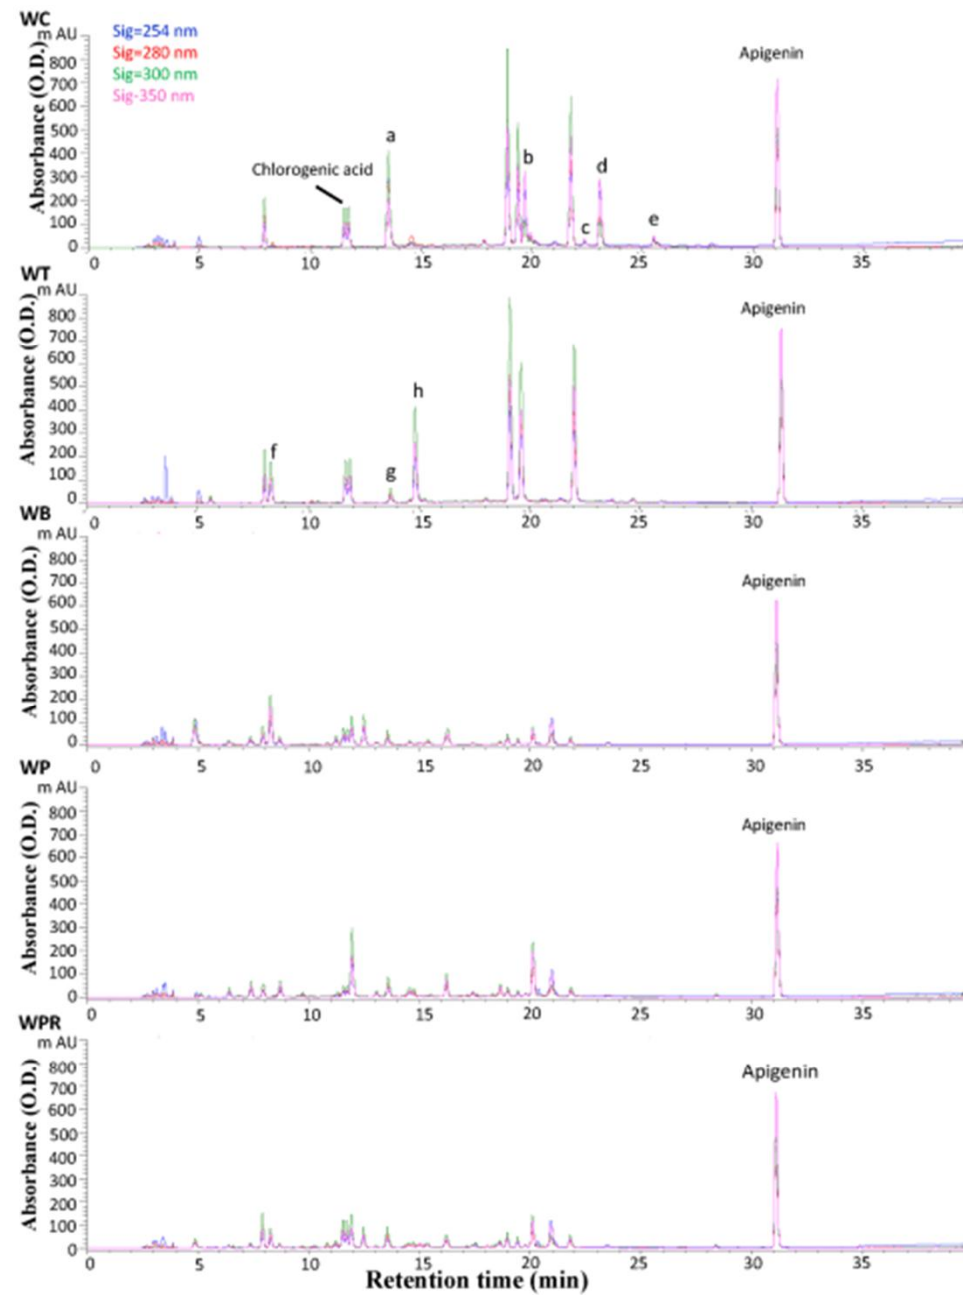 WC
m AU
Sig=254 nm
Sig=280 nm
Sig=300 nm
Sig-350 nm
Absorbance (O.D.)
800
700
600
500
400
300
200
100
0
Chlorogenic acid
a
b
c
d
e
Apigenin
0 5 10 15 20 25 30 35
WT
m AU
Absorbance (O.D.)
800
700
600
500
400
300
200
100
0
f
g
h
Apigenin
0 5 10 15 20 25 30 35
WB
m AU
Absorbance (O.D.)
800
700
600
500
400
300
200
100
0
Apigenin
0 5 10 15 20 25 30 35
WP
m AU
Absorbance (O.D.)
800
700
600
500
400
300
200
100
0
Apigenin
0 5 10 15 20 25 30 35
WPR
m AU
Absorbance (O.D.)
800
700
600
500
400
300
200
100
0
Apigenin
0 5 10 15 20 25 30 35
Retention time (min)